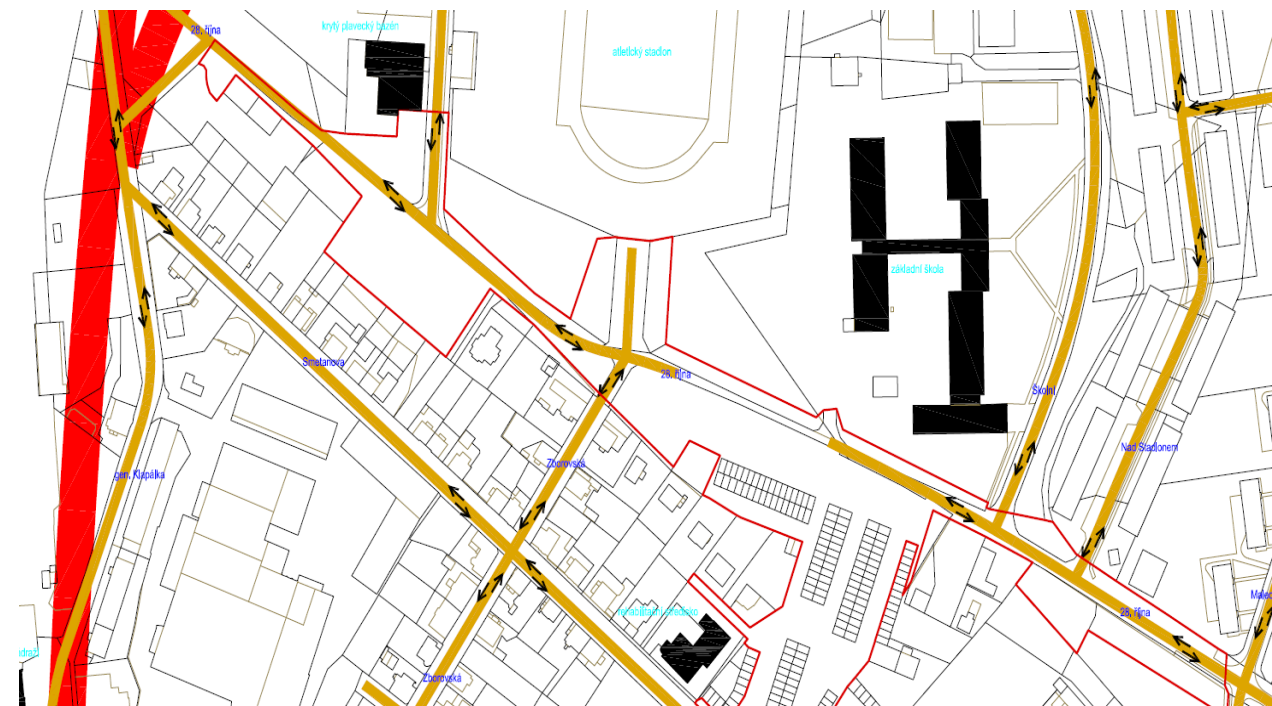 28. října
krytý plavecký bazén
atletický stadion
základní škola
Smetanova
28. října
Školní
Nad Stadionem
Zborovská
gen. Klapálka
28. října
rehabilitační středisko
Zborovská